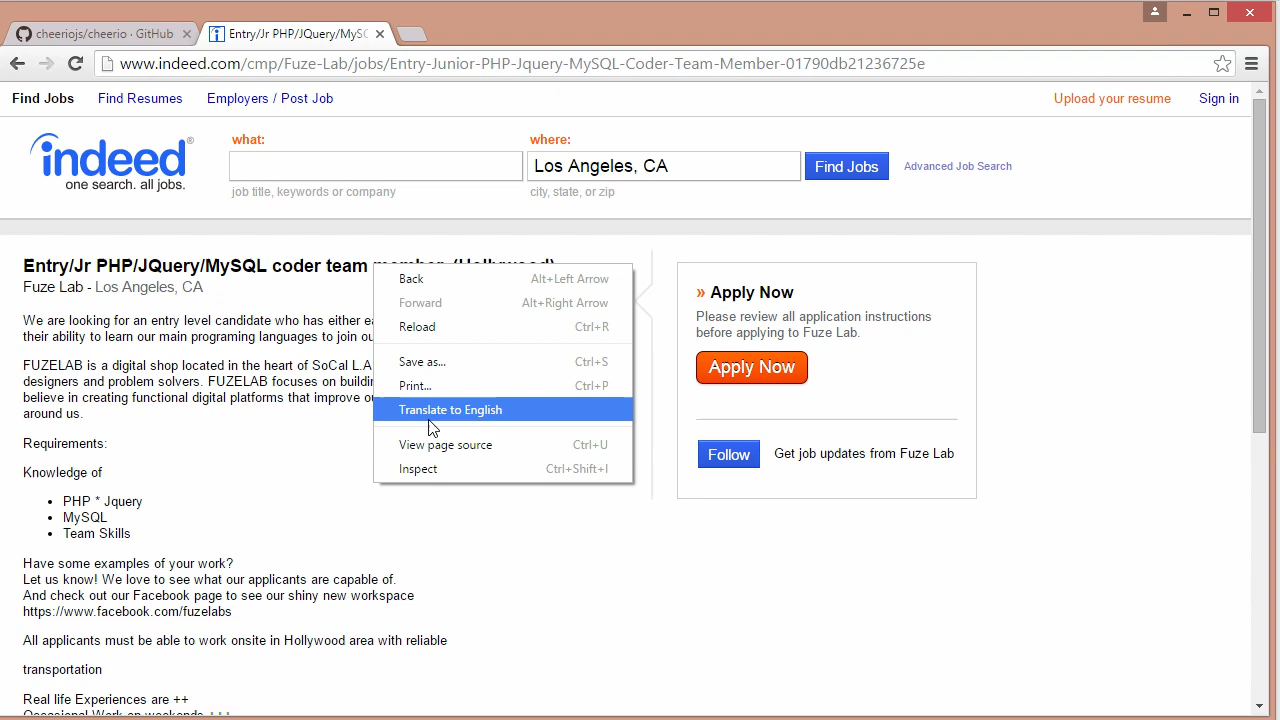 cheeriojs/cheerio · GitHub
Entry/Jr PHP/JQuery/MySQ
www.indeed.com/cmp/Fuze-Lab/jobs/Entry-Junior-PHP-Jquery-MySQL-Coder-Team-Member-01790db21236725e
Find Jobs Find Resumes Employers / Post Job Upload your resume Sign in
what: where:
indeed® Los Angeles, CA Find Jobs Advanced Job Search
one search. all jobs. job title, keywords or company city, state, or zip
Entry/Jr PHP/JQuery/MySQL coder team member (Hollywood)
Fuze Lab - Los Angeles, CA
We are looking for an entry level candidate who has either
their ability to learn our main programing languages to join
FUZELAB is a digital shop located in the heart of SoCal L.A
designers and problem solvers. FUZELAB focuses on
believe in creating functional digital platforms that improve
around us.
Requirements:
Knowledge of
• PHP * Jquery
• MySQL
• Team Skills
Have some examples of your work?
Let us know! We love to see what our applicants are capable of.
And check out our Facebook page to see our shiny new workspace
https://www.facebook.com/fuzelabs
All applicants must be able to work onsite in Hollywood area with reliable
transportation
Real life Experiences are ++
Occasional Work on weekends +++
Back Alt+Left Arrow
Forward Alt+Right Arrow
Reload Ctrl+R
Save as... Ctrl+S
Print... Ctrl+P
Translate to English
View page source Ctrl+U
Inspect Ctrl+Shift+I
» Apply Now
Please review all application instructions
before applying to Fuze Lab.
Apply Now
Follow Get job updates from Fuze Lab